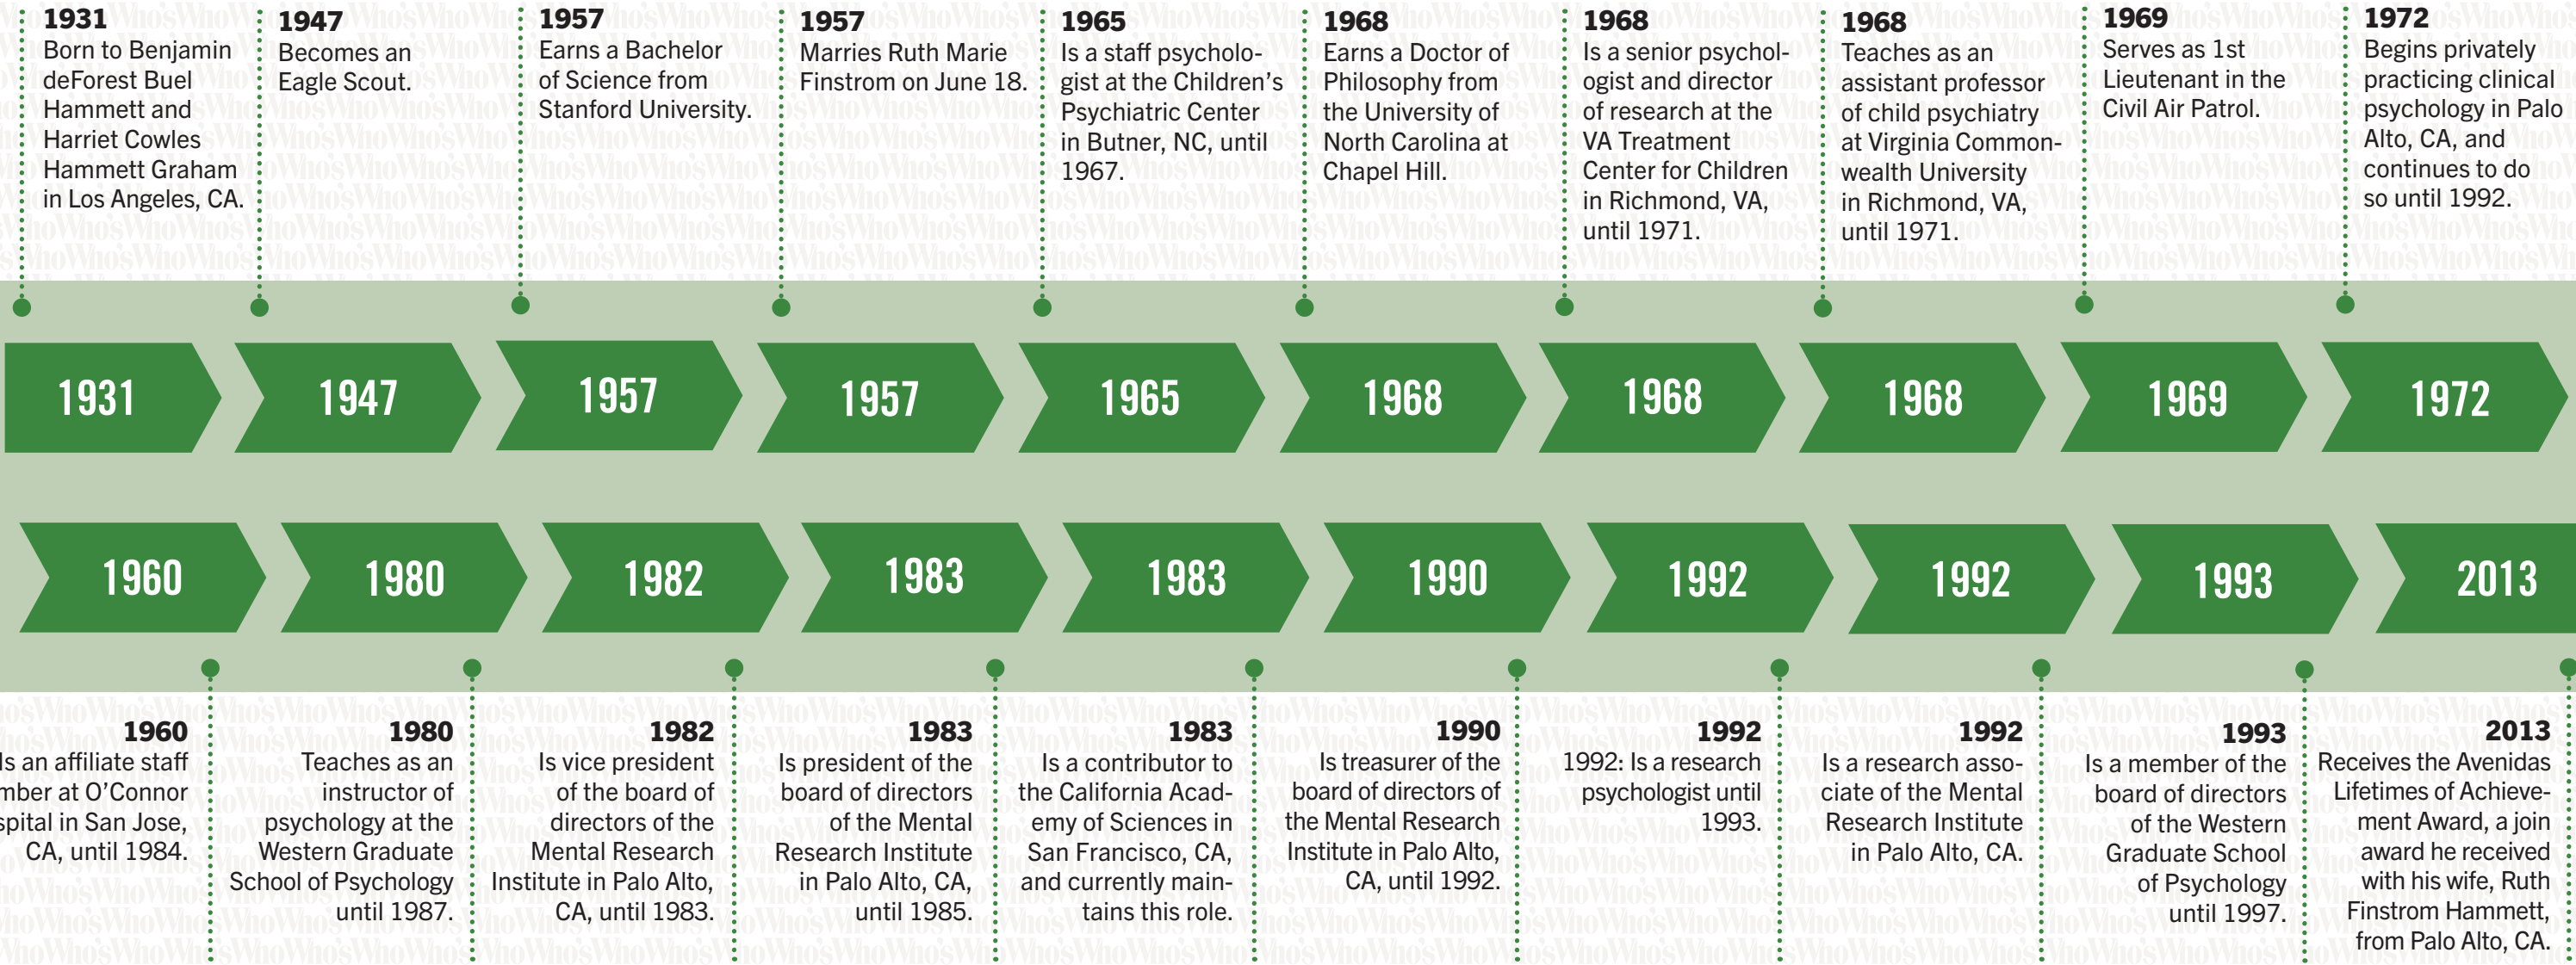 1931
Born to Benjamin
deForest Buel
Hammett and
Harriet Cowles
Hammett Graham
in Los Angeles, CA.
1947
Becomes an
Eagle Scout.
1957
Earns a Bachelor
of Science from
Stanford University.
1957
Marries Ruth Marie
Finstrom on June 18.
1965
Is a staff psycholo-
gist at the Children's
Psychiatric Center
in Butner, NC, until
1967.
1968
Earns a Doctor of
Philosophy from
the University of
North Carolina at
Chapel Hill.
1968
Is a senior psychol-
ogist and director
of research at the
VA Treatment
Center for Children
in Richmond, VA,
until 1971.
1968
Teaches as an
assistant professor
of child psychiatry
at Virginia Common-
wealth University
in Richmond, VA,
until 1971.
1969
Serves as 1st
Lieutenant in the
Civil Air Patrol.
1972
Begins privately
practicing clinical
psychology in Palo
Alto, CA, and
continues to do
so until 1992.
1931
1947
1957
1957
1965
1968
1968
1968
1969
1972
1960
1980
1982
1983
1983
1990
1992
1992
1993
2013
1960
Is an affiliate staff
mber at O'Connor
spital in San Jose,
CA, until 1984.
1980
Teaches as an
instructor of
psychology at the
Western Graduate
School of Psychology
until 1987.
1982
Is vice president
of the board of
directors of the
Mental Research
Institute in Palo Alto,
CA, until 1983.
1983
Is president of the
board of directors
of the Mental
Research Institute
in Palo Alto, CA,
until 1985.
1983
Is a contributor to
the California Acad-
emy of Sciences in
San Francisco, CA,
and currently main-
tains this role.
1990
Is treasurer of the
board of directors of
the Mental Research
Institute in Palo Alto,
CA, until 1992.
1992
1992: Is a research
psychologist until
1993.
1992
Is a research asso-
ciate of the Mental
Research Institute
in Palo Alto, CA.
1993
Is a member of the
board of directors
of the Western
Graduate School
of Psychology
until 1997.
2013
Receives the Avenidas
Lifetimes of Achieve-
ment Award, a join
award he received
with his wife, Ruth
Finstrom Hammett,
from Palo Alto, CA.